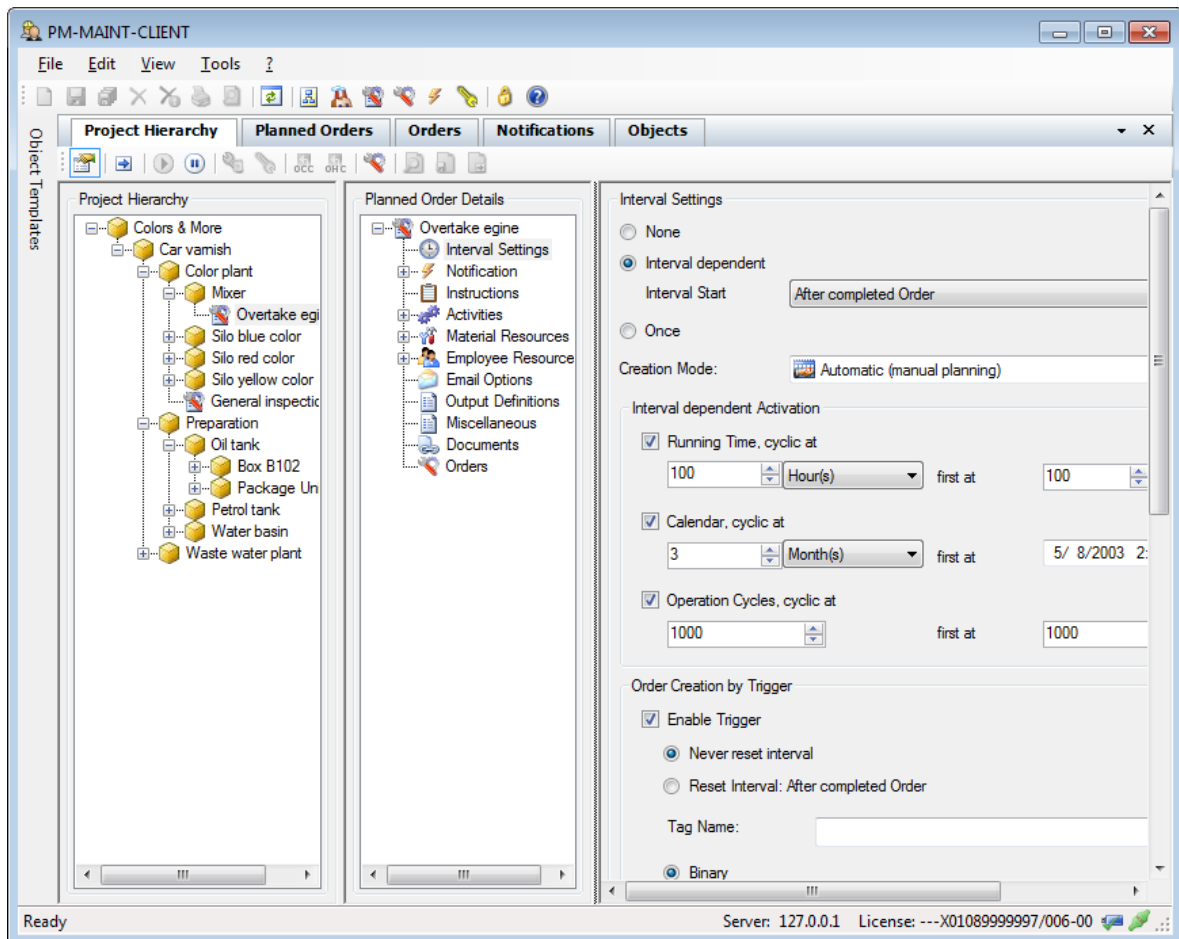 PM-MAINT-CLIENT
File Edit View Tools ?
Object Templates
Project Hierarchy Planned Orders Orders Notifications Objects
OCC OHC
Project Hierarchy
Colors & More
Car varnish
Color plant
Mixer
Overtake egi
Silo blue color
Silo red color
Silo yellow color
General inspectic
Preparation
Oil tank
Box B102
Package Un
Petrol tank
Water basin
Waste water plant
Planned Order Details
Overtake egine
Interval Settings
Notification
Instructions
Activities
Material Resources
Employee Resource
Email Options
Output Definitions
Miscellaneous
Documents
Orders
Interval Settings
None
Interval dependent
Interval Start After completed Order
Once
Creation Mode: Automatic (manual planning)
Interval dependent Activation
Running Time, cyclic at
100 Hour(s) first at 100
Calendar, cyclic at
3 Month(s) first at 5/ 8/2003 2:
Operation Cycles, cyclic at
1000 first at 1000
Order Creation by Trigger
Enable Trigger
Never reset interval
Reset Interval: After completed Order
Tag Name:
Binary
Ready Server: 127.0.0.1 License: ---X01089999997/006-00